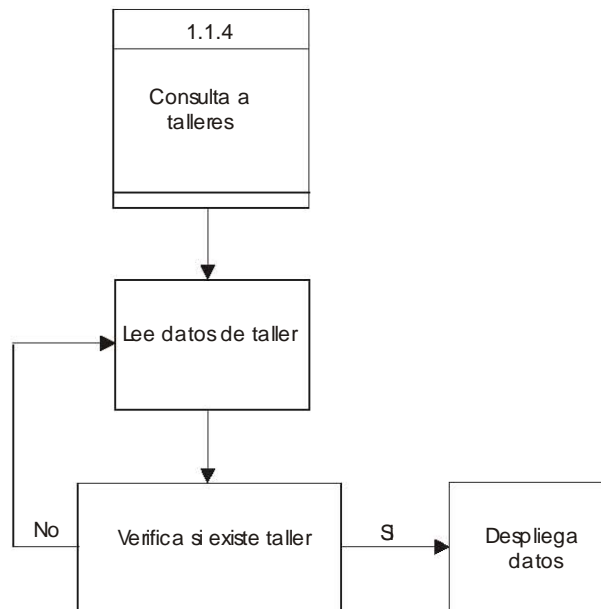 1.1.4
Consulta a
talleres
Lee datos de taller
No
Verifica si existe taller
Si
Despliega
datos